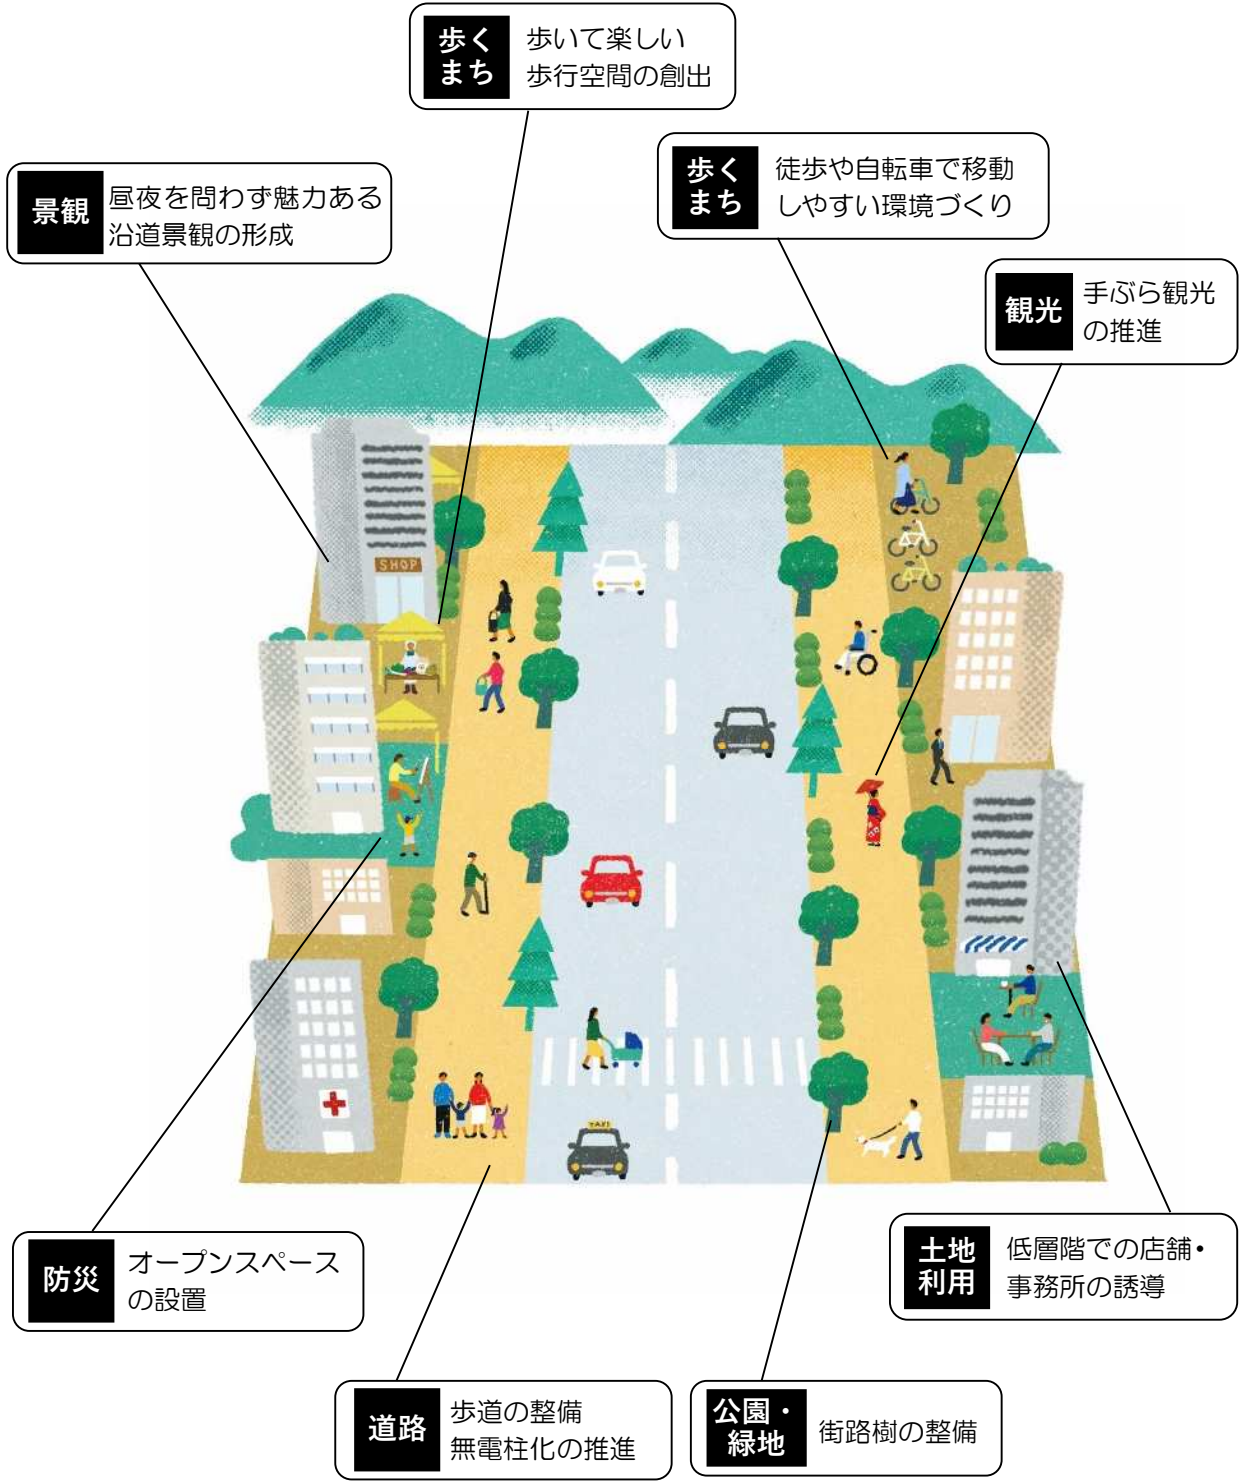 歩く
まち
歩いて楽しい
歩行空間の創出
歩く
まち
徒歩や自転車で移動
しやすい環境づくり
景観
昼夜を問わず魅力ある
沿道景観の形成
観光
手ぶら観光
の推進
SHOP
TAXI
防災
オープンスペース
の設置
土地
利用
低層階での店舗・
事務所の誘導
道路
歩道の整備
無電柱化の推進
公園・
緑地
街路樹の整備